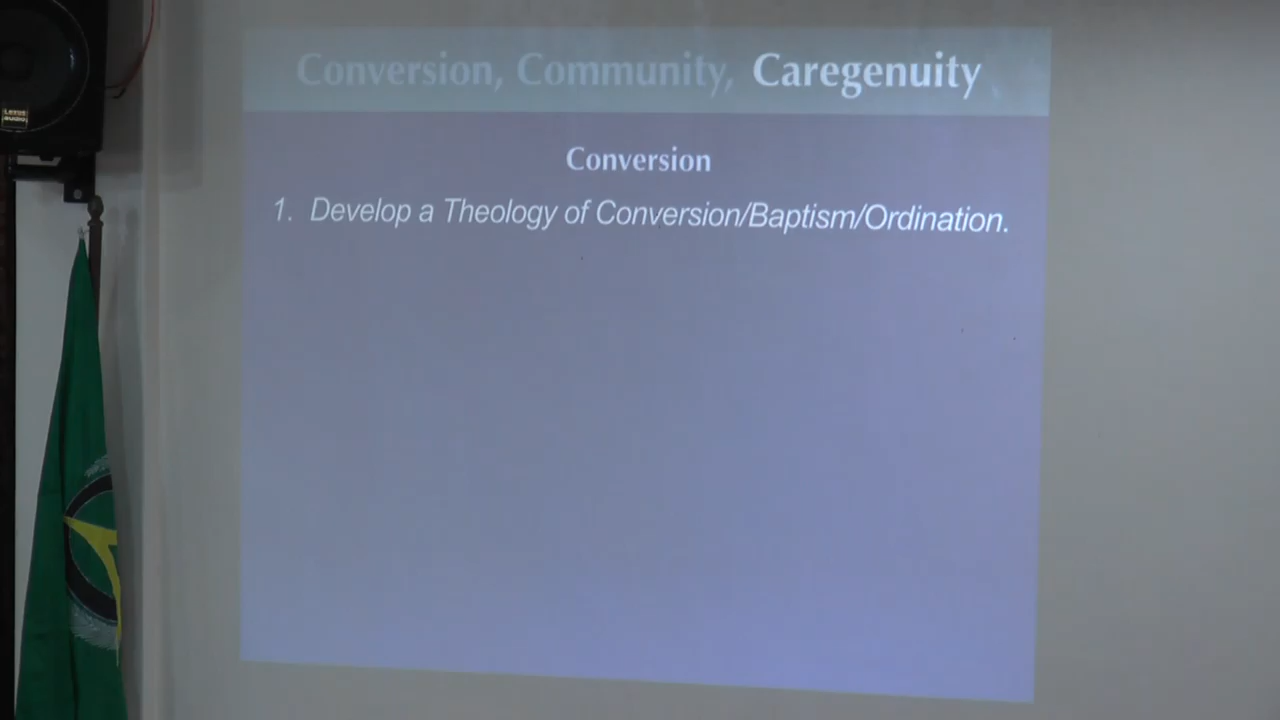 Conversion, Community, Caregenuity
Conversion
1. Develop a Theology of Conversion/Baptism/Ordination.